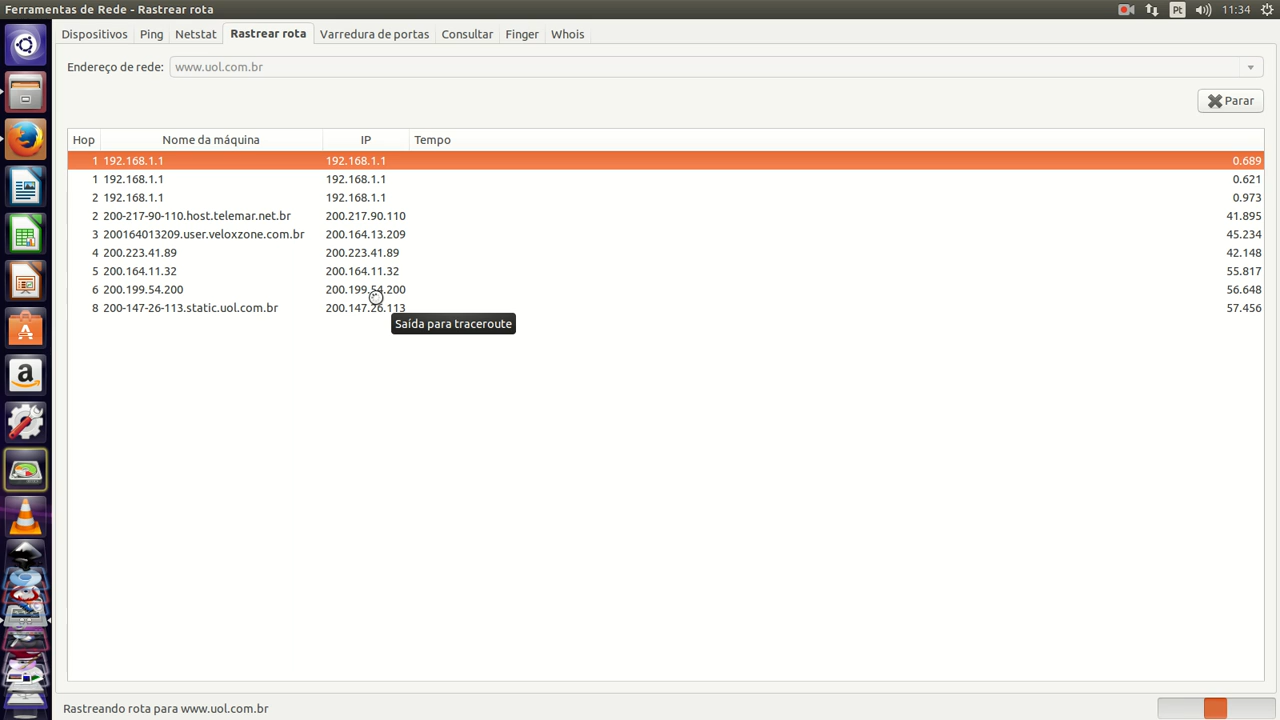 Ferramentas de Rede - Rastrear rota
Pt 11:34
Dispositivos Ping Netstat Rastrear rota Varredura de portas Consultar Finger Whois
Endereço de rede: www.uol.com.br
Parar
Hop Nome da máquina IP Tempo
1 192.168.1.1 192.168.1.1 0.689
1 192.168.1.1 192.168.1.1 0.621
2 192.168.1.1 192.168.1.1 0.973
2 200-217-90-110.host.telemar.net.br 200.217.90.110 41.895
3 200164013209.user.veloxzone.com.br 200.164.13.209 45.234
4 200.223.41.89 200.223.41.89 42.148
5 200.164.11.32 200.164.11.32 55.817
6 200.199.54.200 200.199.54.200 56.648
8 200-147-26-113.static.uol.com.br 200.147.26.113 57.456
Saída para traceroute
Rastreando rota para www.uol.com.br